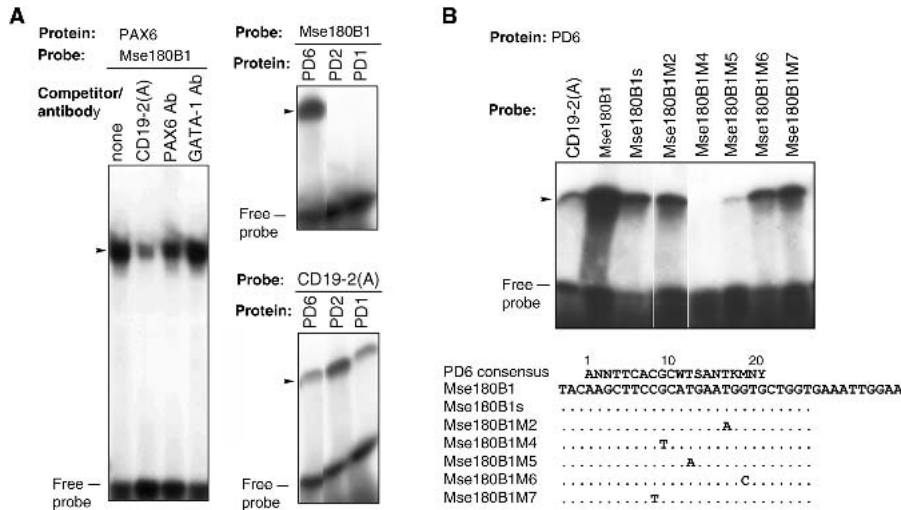 A
Protein: PAX6
Probe: Mse180B1
Competitor/
antibody
none
CD19-2(A)
PAX6 Ab
GATA-1 Ab
Free
probe
Probe: Mse180B1
Protein:
PD6
PD2
PD1
Free
probe
Probe: CD19-2(A)
Protein:
PD6
PD2
PD1
Free
probe
B
Protein: PD6
Probe:
CD19-2(A)
Mse180B1
Mse180B1s
Mse180B1M2
Mse180B1M4
Mse180B1M5
Mse180B1M6
Mse180B1M7
Free
probe
1 10 20
PD6 consensus ANNTTCACGCWTSANTKMNY
Mse180B1 TACAAGCTTCCGCATGAATGGTGCTGGTGAAATTGGAA
Mse180B1s ............................
Mse180B1M2 ..................A.........
Mse180B1M4 ...........T................
Mse180B1M5 ..............A.............
Mse180B1M6 ....................C.......
Mse180B1M7 ..........T.................